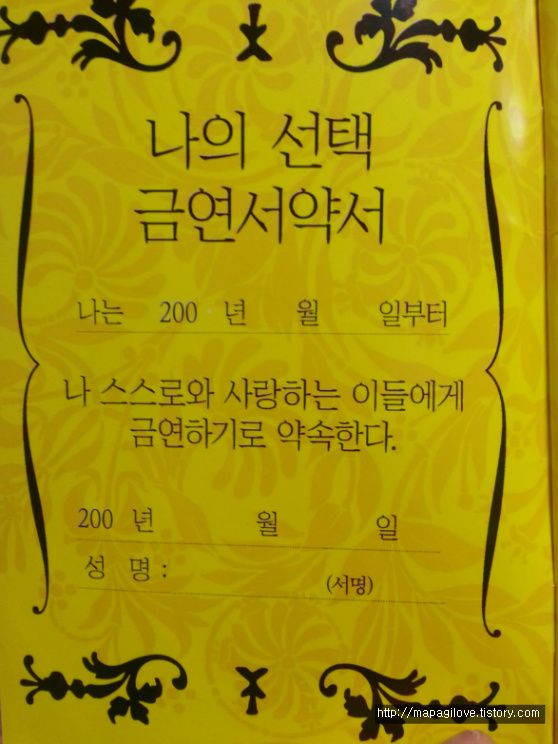 나의 선택
금연서약서
나는 200 년 월 일부터
나 스스로와 사랑하는 이들에게
금연하기로 약속한다.
200 년 월 일
성 명 :
(서명)
http://mapagilove.tistory.com